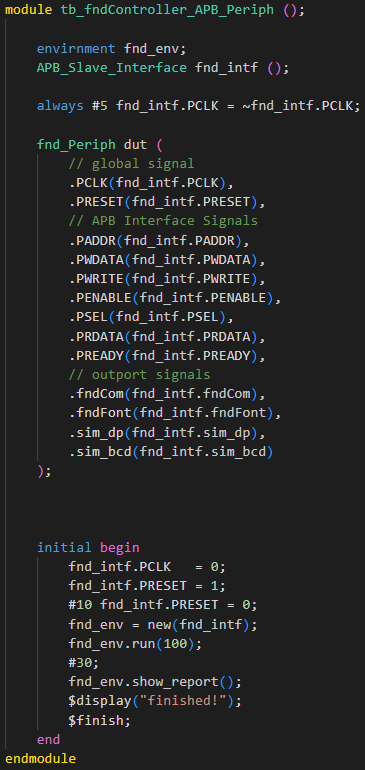 module tb_fndController_APB_Periph ();
envirnment fnd_env;
APB_Slave_Interface fnd_intf ();
always #5 fnd_intf.PCLK = ~fnd_intf.PCLK;
fnd_Periph dut (
// global signal
.PCLK(fnd_intf.PCLK),
.PRESET(fnd_intf.PRESET),
// APB Interface Signals
.PADDR(fnd_intf.PADDR),
.PWDATA(fnd_intf.PWDATA),
.PWRITE(fnd_intf.PWRITE),
.PENABLE(fnd_intf.PENABLE),
.PSEL(fnd_intf.PSEL),
.PRDATA(fnd_intf.PRDATA),
.PREADY(fnd_intf.PREADY),
// outport signals
.fndCom(fnd_intf.fndCom),
.fndFont(fnd_intf.fndFont),
.sim_dp(fnd_intf.sim_dp),
.sim_bcd(fnd_intf.sim_bcd)
);
initial begin
fnd_intf.PCLK   = 0;
fnd_intf.PRESET = 1;
#10 fnd_intf.PRESET = 0;
fnd_env = new(fnd_intf);
fnd_env.run(100);
#30;
fnd_env.show_report();
$display("finished!");
$finish;
end
endmodule